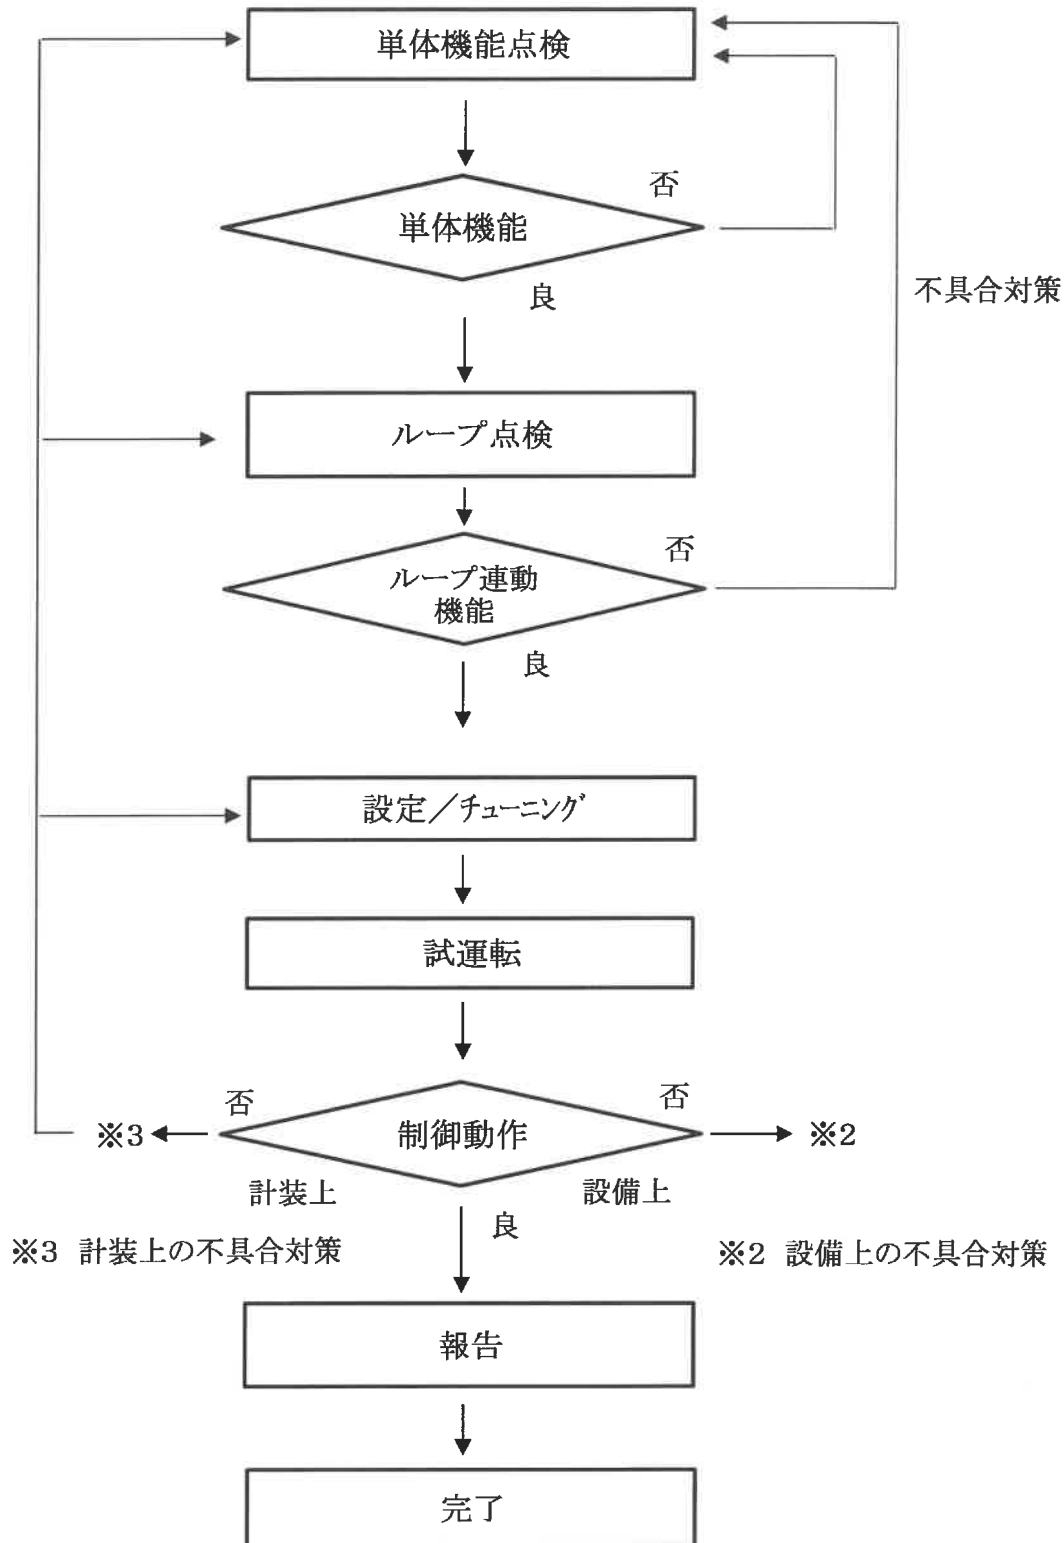 単体機能点検
否
単体機能
良
不具合対策
ループ点検
否
ループ連動
機能
良
設定／ﾁｭｰﾆﾝｸﾞ
試運転
否
否
※3
制御動作
※2
計装上
設備上
良
※3 計装上の不具合対策
※2 設備上の不具合対策
報告
完了